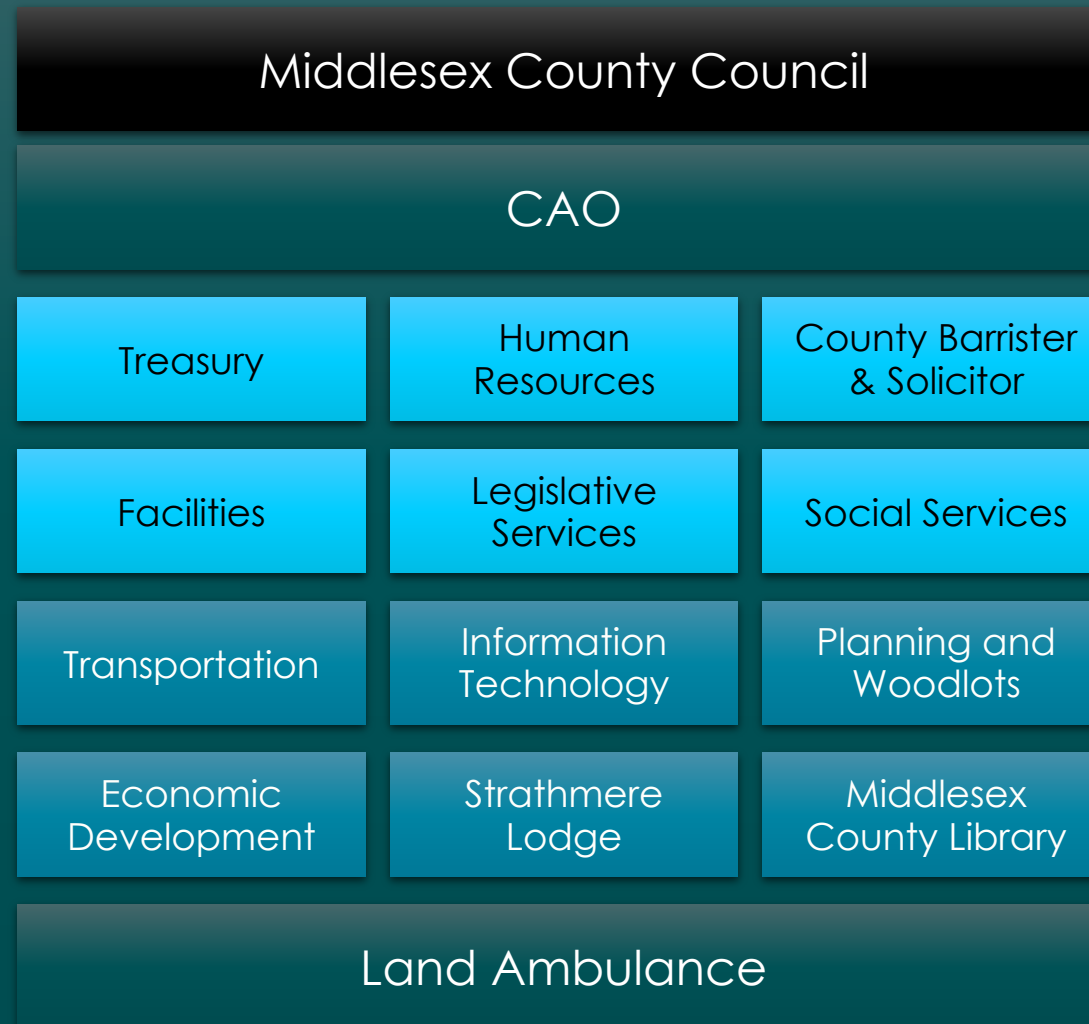 Middlesex County Council
CAO
Treasury
Human
Resources
County Barrister
& Solicitor
Facilities
Legislative
Services
Social Services
Transportation
Information
Technology
Planning and
Woodlots
Economic
Development
Strathmere
Lodge
Middlesex
County Library
Land Ambulance